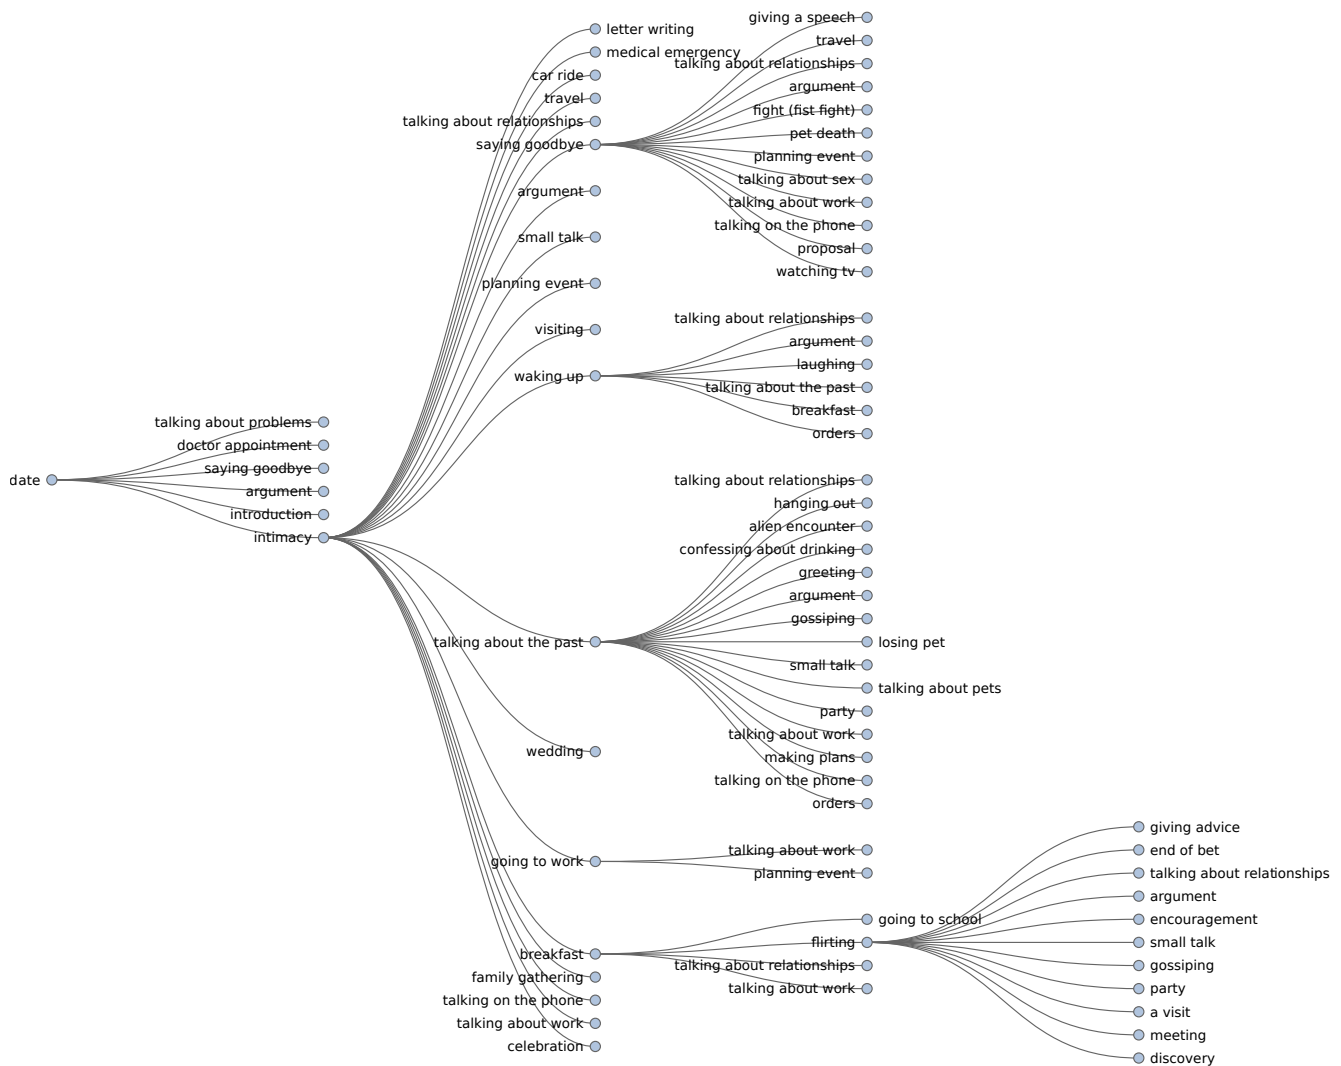 date
talking about problems
doctor appointment
saying goodbye
argument
introduction
intimacy
letter writing
medical emergency
car ride
travel
talking about relationships
saying goodbye
argument
small talk
planning event
visiting
waking up
talking about the past
wedding
going to work
breakfast
family gathering
talking on the phone
talking about work
celebration
giving a speech
travel
talking about relationships
argument
fight (fist fight)
pet death
planning event
talking about sex
talking about work
talking on the phone
proposal
watching tv
talking about relationships
argument
laughing
talking about the past
breakfast
orders
talking about relationships
hanging out
alien encounter
confessing about drinking
greeting
argument
gossiping
losing pet
small talk
talking about pets
party
talking about work
making plans
talking on the phone
orders
talking about work
planning event
going to school
flirting
talking about relationships
talking about work
giving advice
end of bet
talking about relationships
argument
encouragement
small talk
gossiping
party
a visit
meeting
discovery